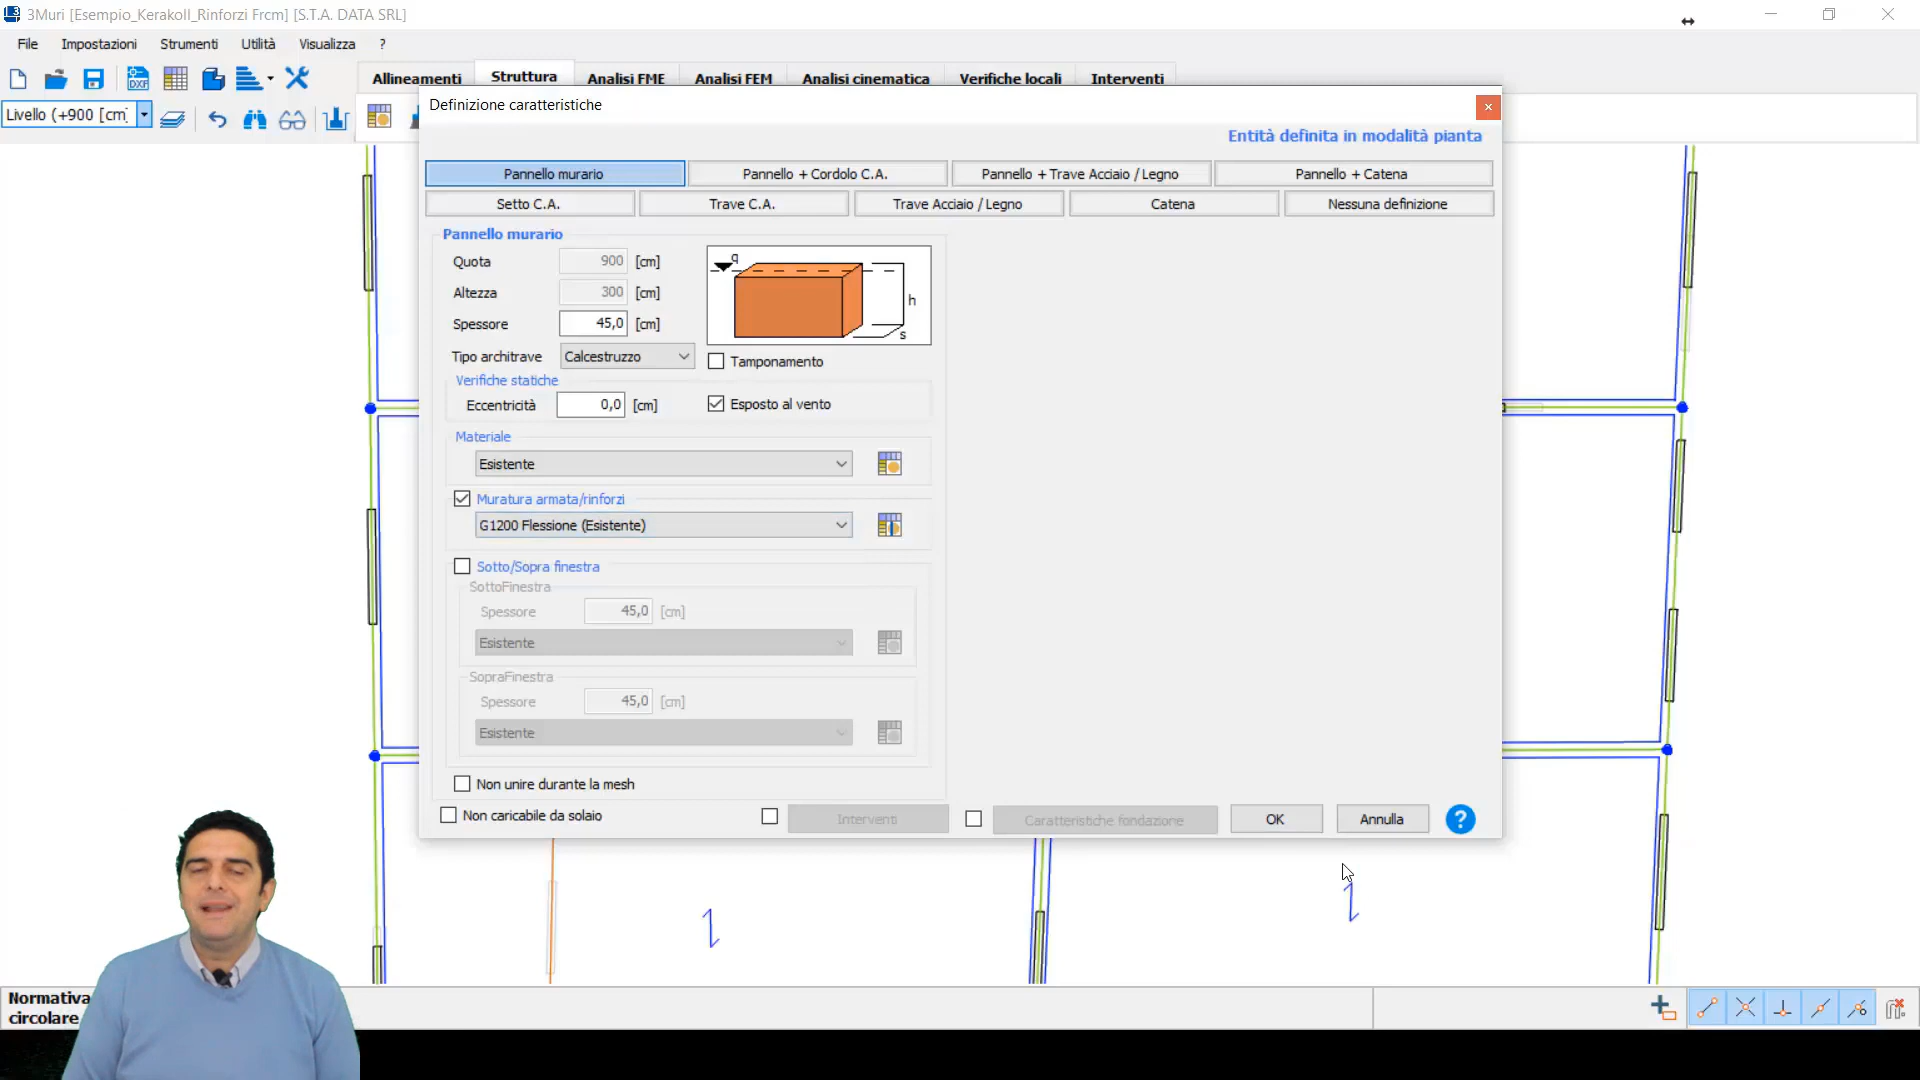 3Muri [Esempio_Kerakoll_Rinforzi Frcm] [S.T.A. DATA SRL]
File Impostazioni Strumenti Utilità Visualizza ?
DXF
Allineamenti Struttura Analisi FME Analisi FEM Analisi cinematica Verifiche locali Interventi
Livello (+900 [cm]
Definizione caratteristiche
Entità definita in modalità pianta
Pannello murario Pannello + Cordolo C.A. Pannello + Trave Acciaio / Legno Pannello + Catena
Setto C.A. Trave C.A. Trave Acciaio / Legno Catena Nessuna definizione
Pannello murario
Quota 900 [cm]
Altezza 300 [cm]
Spessore 45,0 [cm]
q
h
s
Tipo architrave Calcestruzzo Tamponamento
Verifiche statiche
Eccentricità 0,0 [cm] Esposto al vento
Materiale
Esistente
Muratura armata/rinforzi
G1200 Flessione (Esistente)
Sotto/Sopra finestra
SottoFinestra
Spessore 45,0 [cm]
Esistente
SopraFinestra
Spessore 45,0 [cm]
Esistente
Non unire durante la mesh
Non caricabile da solaio Interventi Caratteristiche fondazione OK Annulla ?
Normativa
circolare